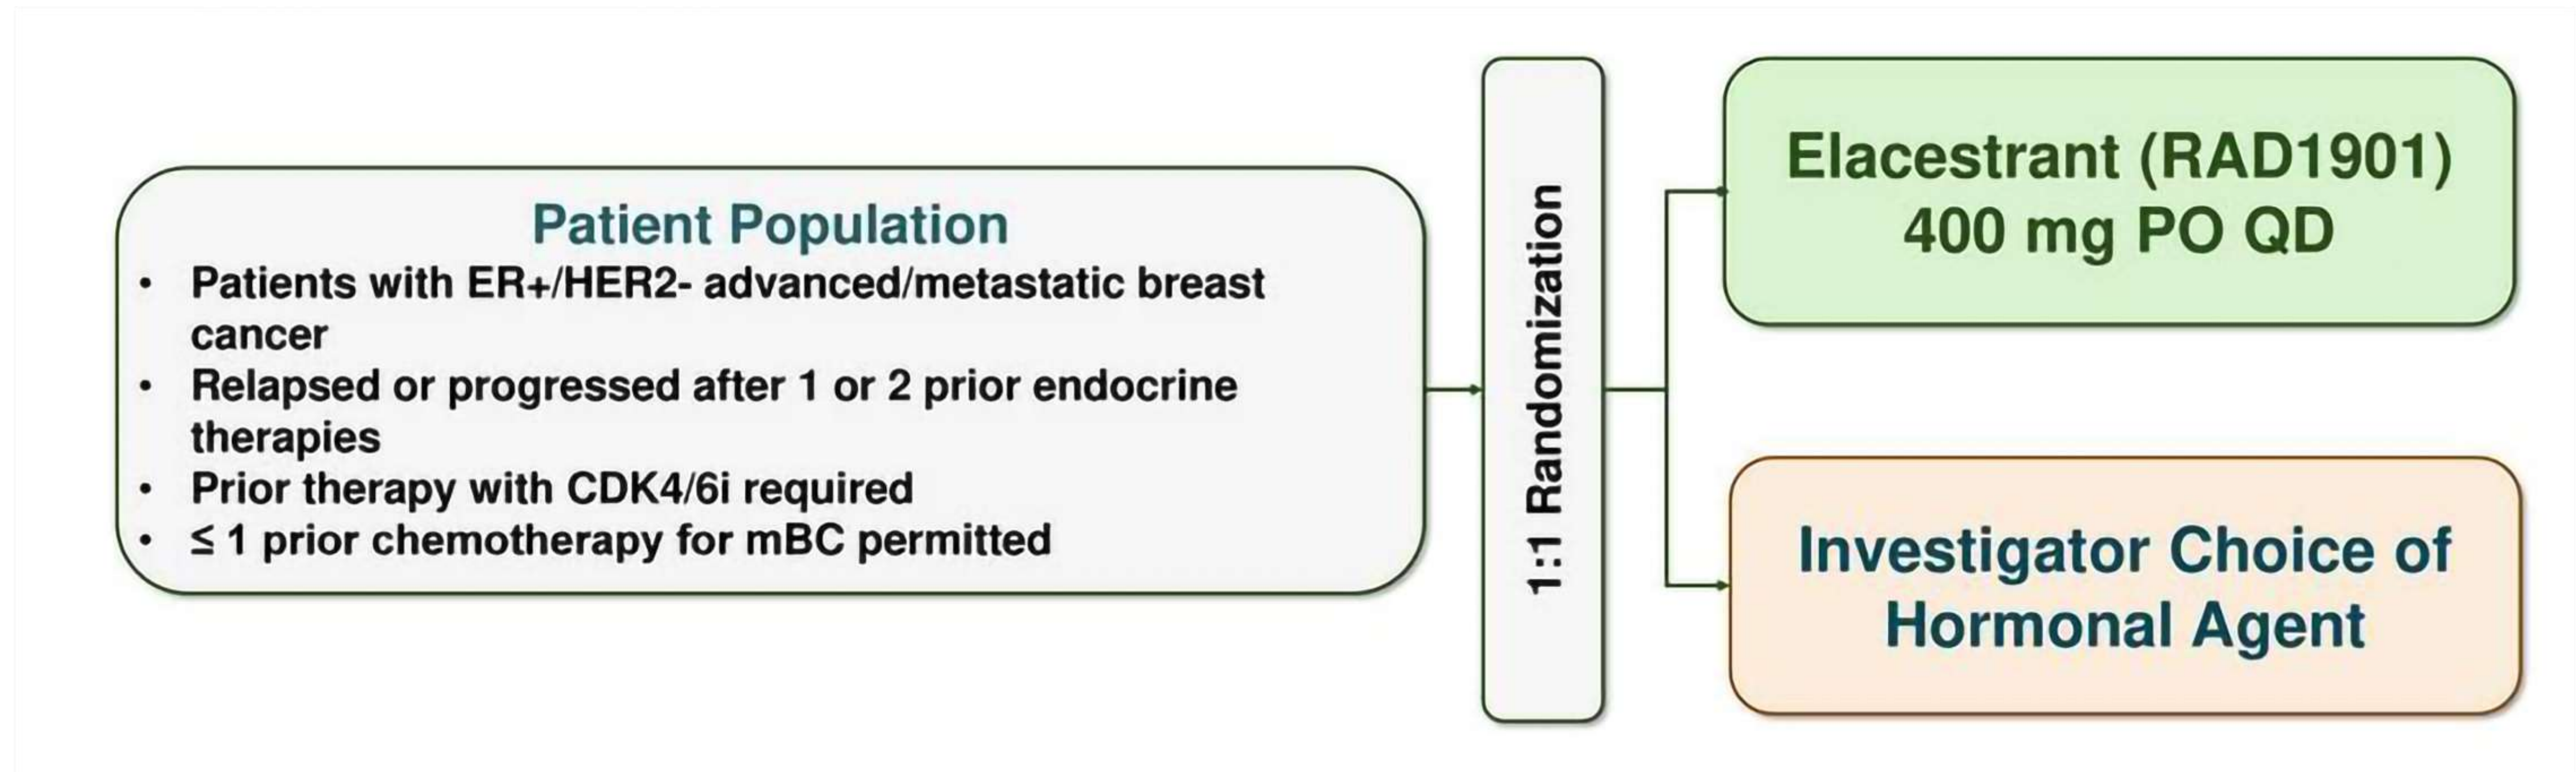 Patient Population
• Patients with ER+/HER2- advanced/metastatic breast
cancer
• Relapsed or progressed after 1 or 2 prior endocrine
therapies
• Prior therapy with CDK4/6i required
• ≤ 1 prior chemotherapy for mBC permitted
1:1 Randomization
Elacestrant (RAD1901)
400 mg PO QD
Investigator Choice of
Hormonal Agent